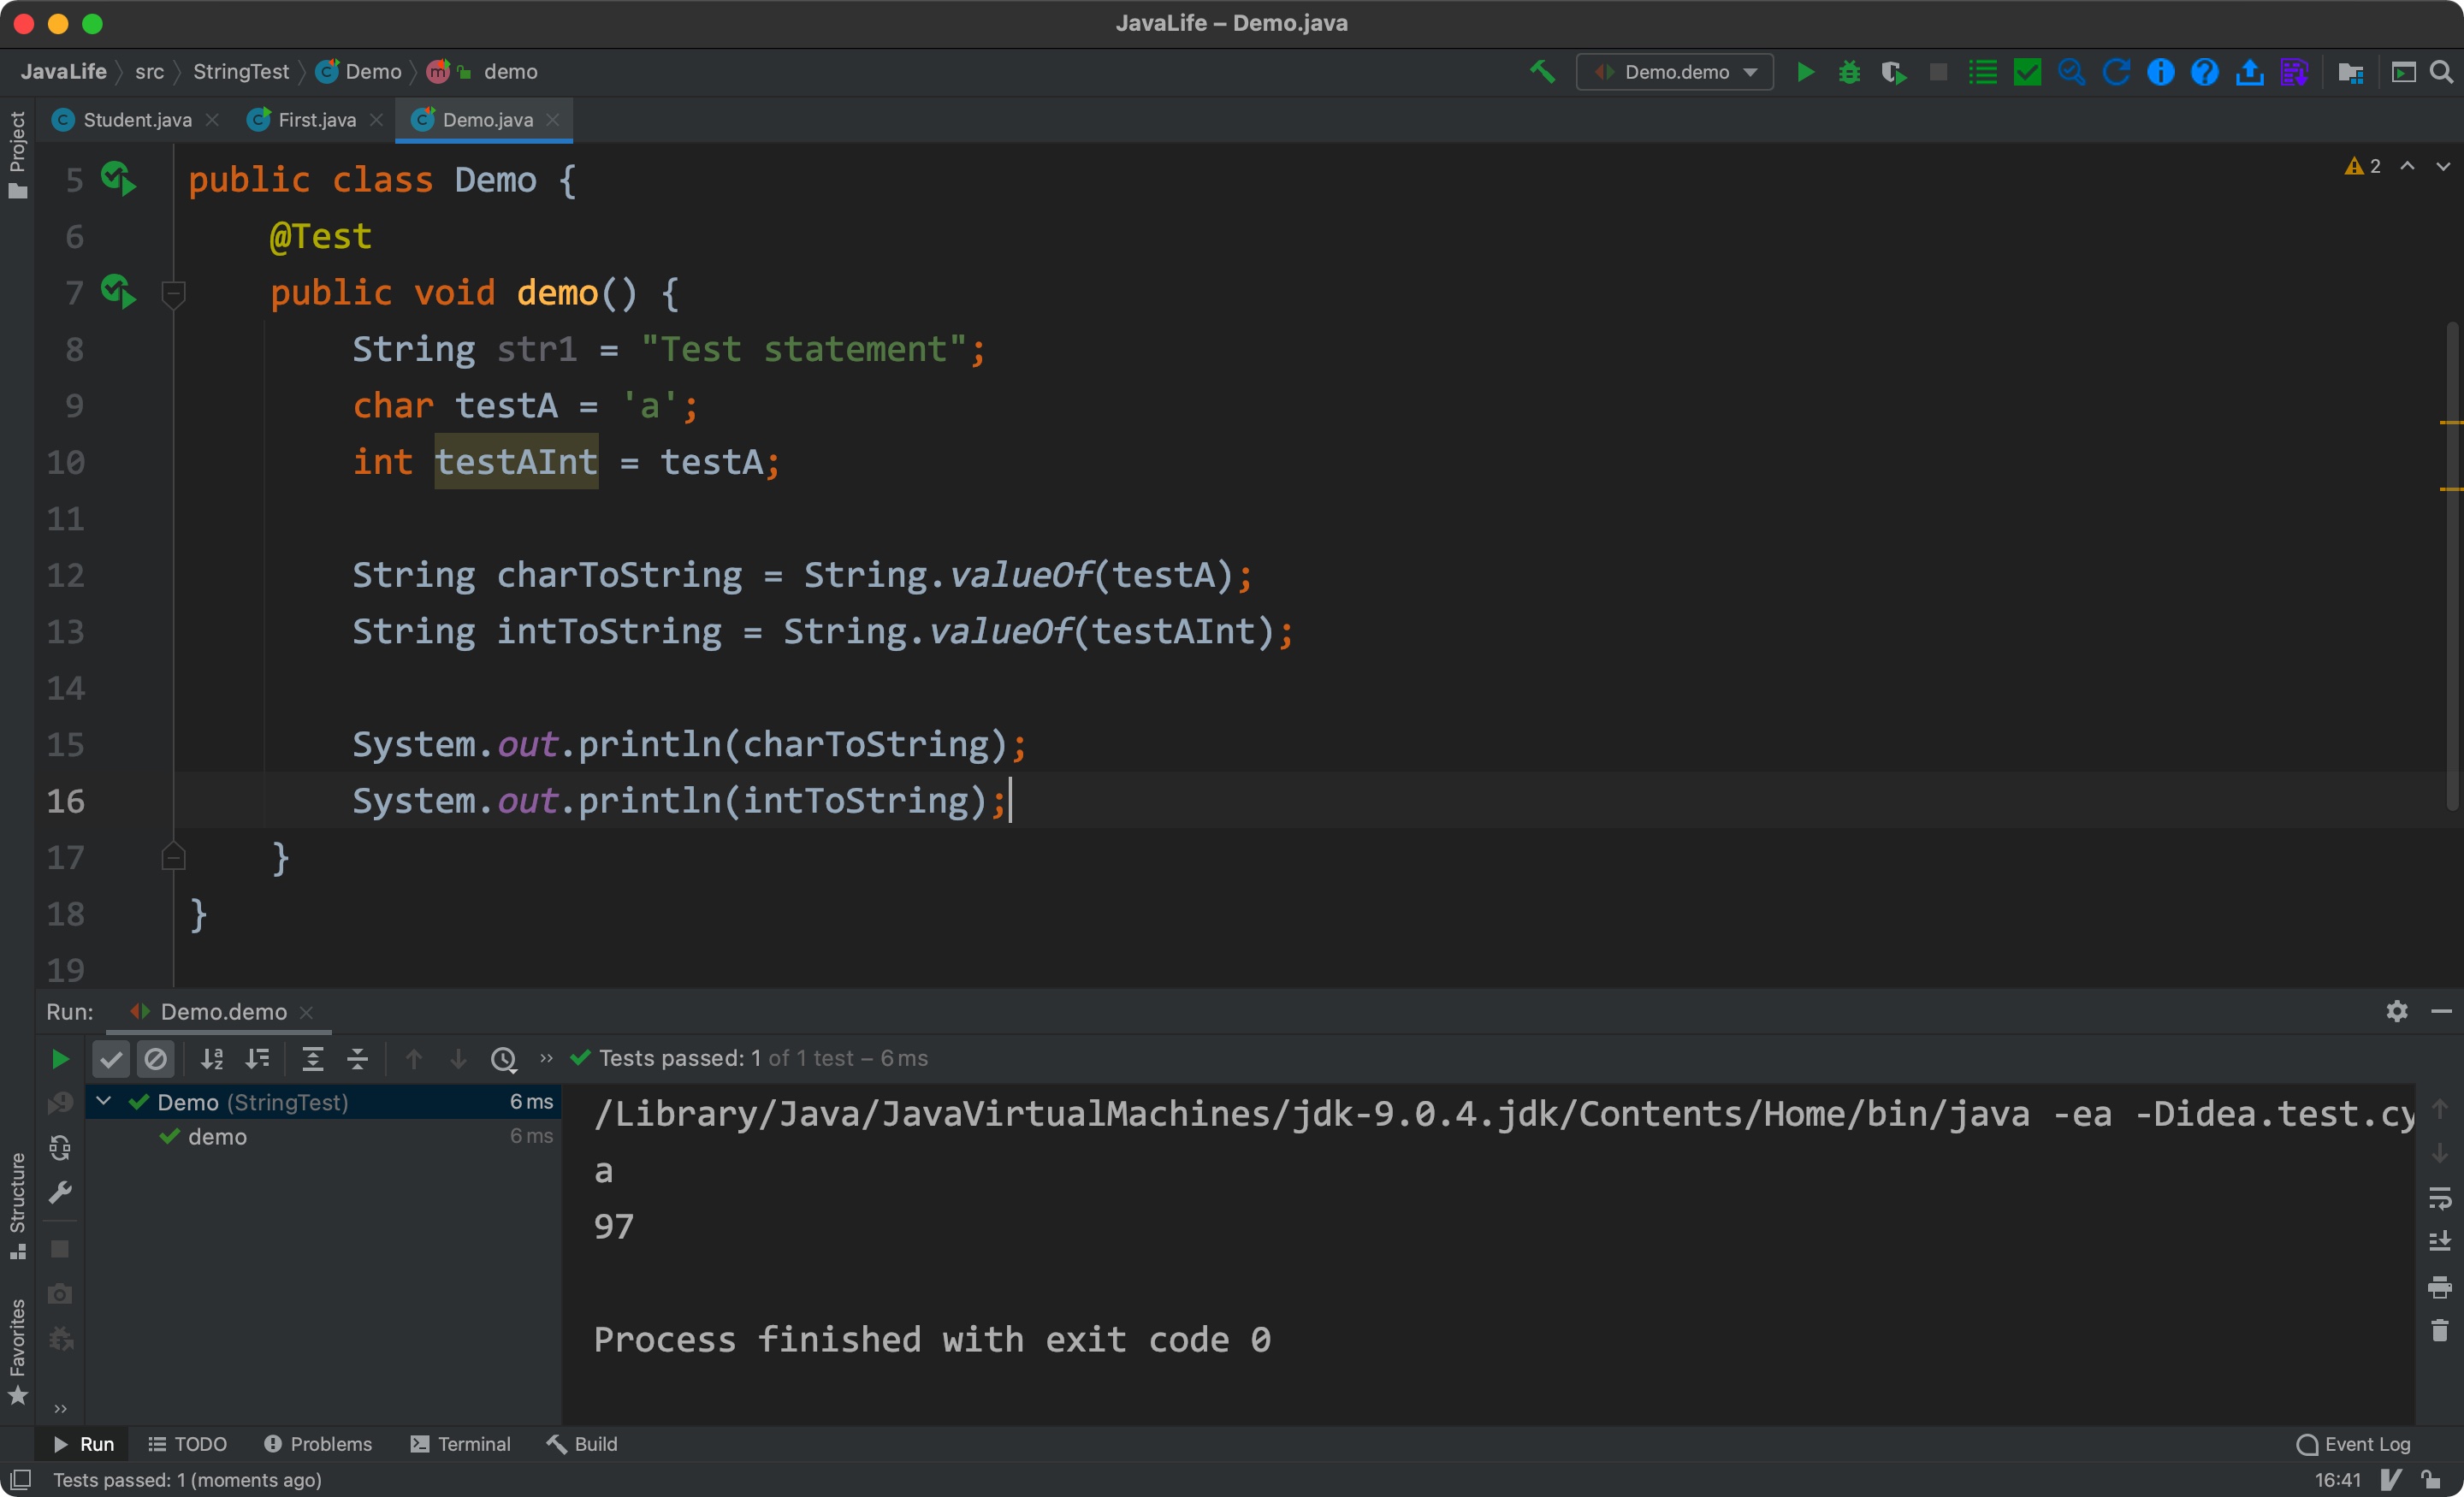 JavaLife – Demo.java
JavaLife src StringTest Demo demo
Demo.demo
Student.java First.java Demo.java
Project
2
5 public class Demo {
6 @Test
7 public void demo() {
8 String str1 = "Test statement";
9 char testA = 'a';
10 int testAInt = testA;
11
12 String charToString = String.valueOf(testA);
13 String intToString = String.valueOf(testAInt);
14
15 System.out.println(charToString);
16 System.out.println(intToString);
17 }
18 }
19
Run: Demo.demo
Tests passed: 1 of 1 test – 6 ms
Demo (StringTest) 6 ms
demo 6 ms
/Library/Java/JavaVirtualMachines/jdk-9.0.4.jdk/Contents/Home/bin/java -ea -Didea.test.cy
a
97
Process finished with exit code 0
Structure
Favorites
Run TODO Problems Terminal Build Event Log
Tests passed: 1 (moments ago) 16:41